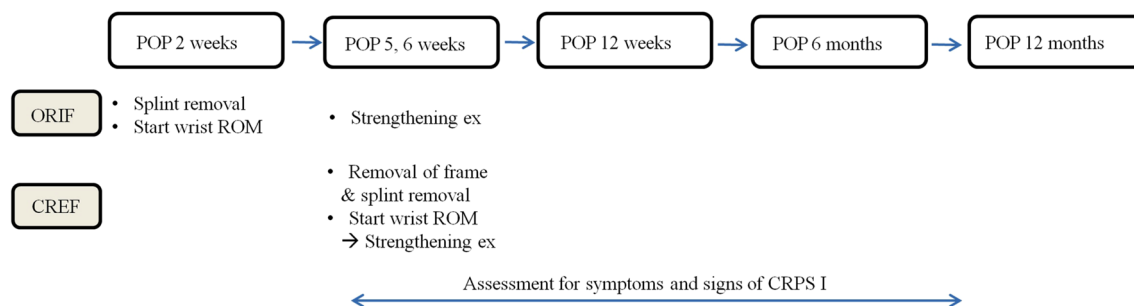 POP 2 weeks
POP 5, 6 weeks
POP 12 weeks
POP 6 months
POP 12 months
ORIF
• Splint removal
• Start wrist ROM
• Strengthening ex
CREF
• Removal of frame
& splint removal
• Start wrist ROM
→ Strengthening ex
Assessment for symptoms and signs of CRPS I